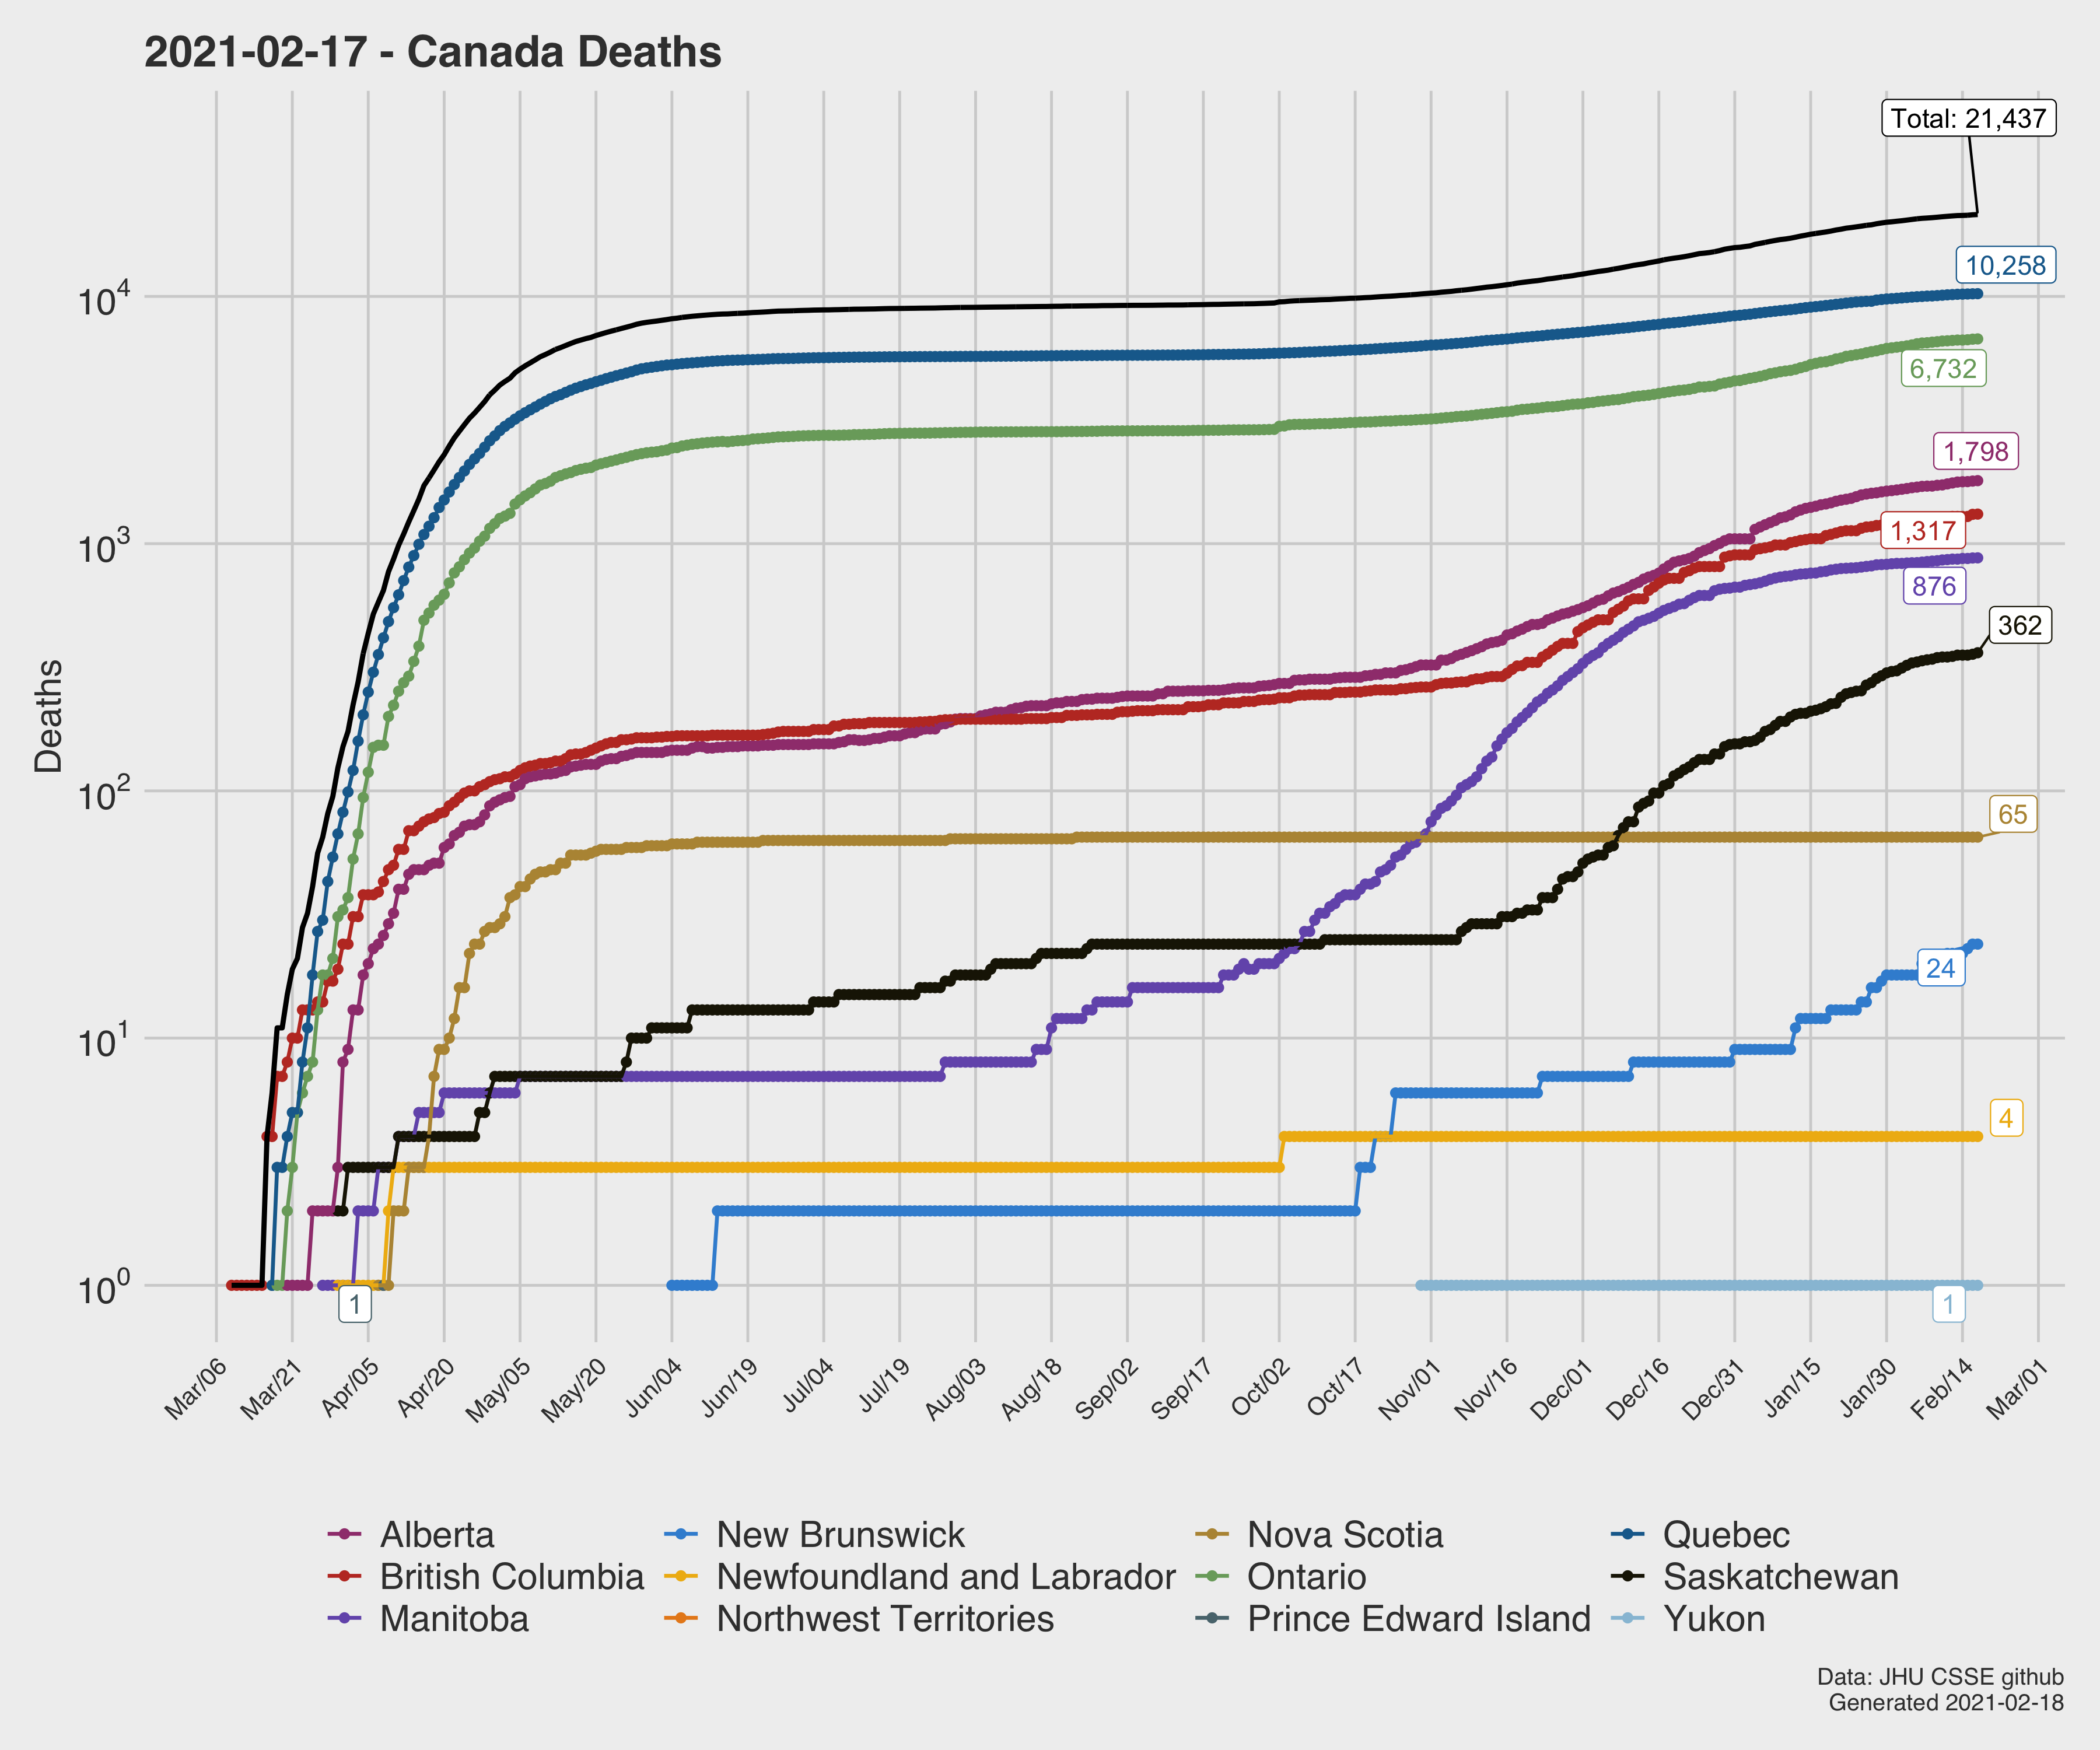 2021-02-17 - Canada Deaths
Total: 21,437
10,258
6,732
1,798
1,317
876
362
65
24
4
1
1
Deaths
10^4
10^3
10^2
10^1
10^0
Mar/06
Mar/21
Apr/05
Apr/20
May/05
May/20
Jun/04
Jun/19
Jul/04
Jul/19
Aug/03
Aug/18
Sep/02
Sep/17
Oct/02
Oct/17
Nov/01
Nov/16
Dec/01
Dec/16
Dec/31
Jan/15
Jan/30
Feb/14
Mar/01
Alberta
British Columbia
Manitoba
New Brunswick
Newfoundland and Labrador
Northwest Territories
Nova Scotia
Ontario
Prince Edward Island
Quebec
Saskatchewan
Yukon
Data: JHU CSSE github
Generated 2021-02-18